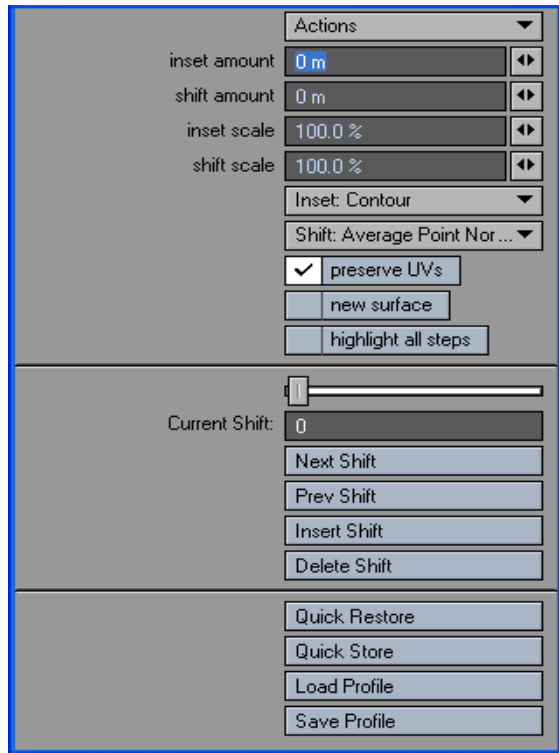 Actions
inset amount 0 m
shift amount 0 m
inset scale 100.0 %
shift scale 100.0 %
Inset: Contour
Shift: Average Point Nor...
preserve UVs
new surface
highlight all steps
Current Shift: 0
Next Shift
Prev Shift
Insert Shift
Delete Shift
Quick Restore
Quick Store
Load Profile
Save Profile